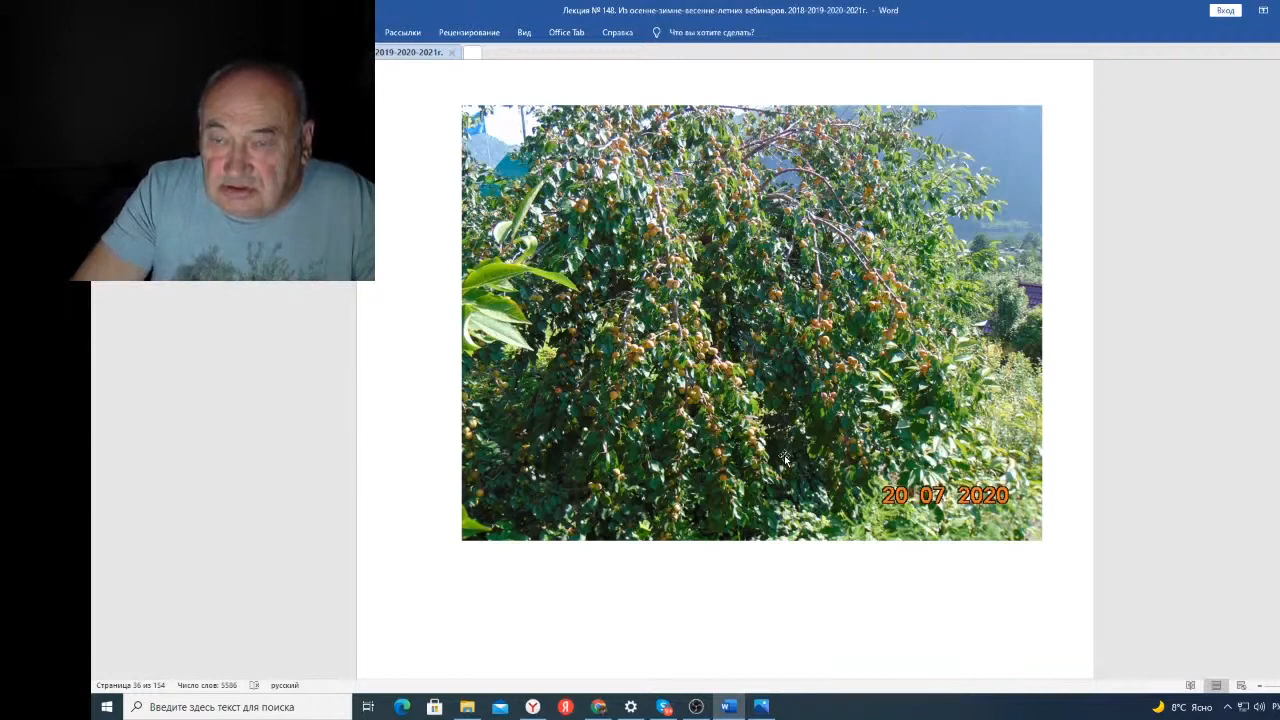 Лекция № 148. Из осенне-зимне-весенне-летних вебинаров. 2018-2019-2020-2021г. - Word
Вход
Рассылки Рецензирование Вид Office Tab Справка Что вы хотите сделать?
2019-2020-2021г.
20 07 2020
Страница 36 из 154 Число слов: 5586 русский
Введите здесь текст для поиска
8°C Ясно